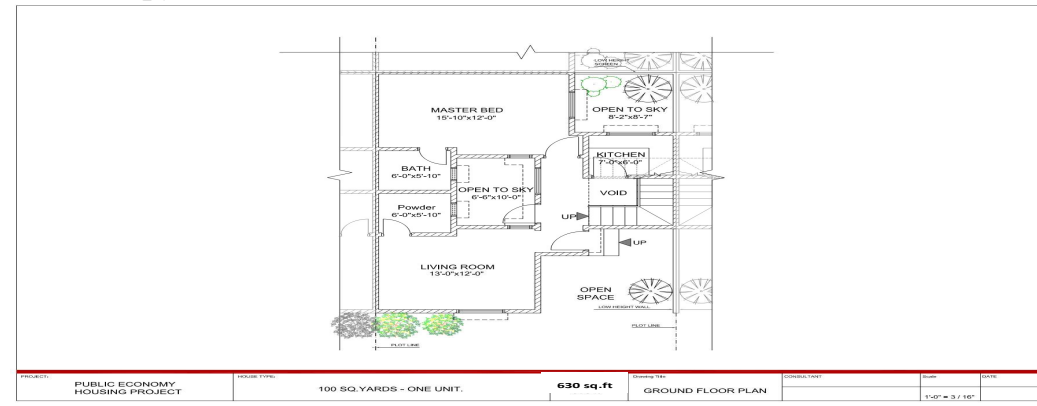 LOW HEIGHT
SCREEN
MASTER BED
15'-10"x12'-0"
OPEN TO SKY
8'-2"x8'-7"
BATH
6'-0"x5'-10"
KITCHEN
7'-0"x6'-0"
OPEN TO SKY
6'-6"x10'-0"
VOID
Powder
6'-0"x5'-10"
UP
UP
LIVING ROOM
13'-0"x12'-0"
OPEN
SPACE
LOW HEIGHT WALL
PLOT LINE
PLOT LINE
PROJECT:
PUBLIC ECONOMY
HOUSING PROJECT
HOUSE TYPE:
100 SQ.YARDS - ONE UNIT.
630 sq.ft
Drawing Title
GROUND FLOOR PLAN
CONSULTANT
Scale
1'-0" = 3 / 16"
DATE